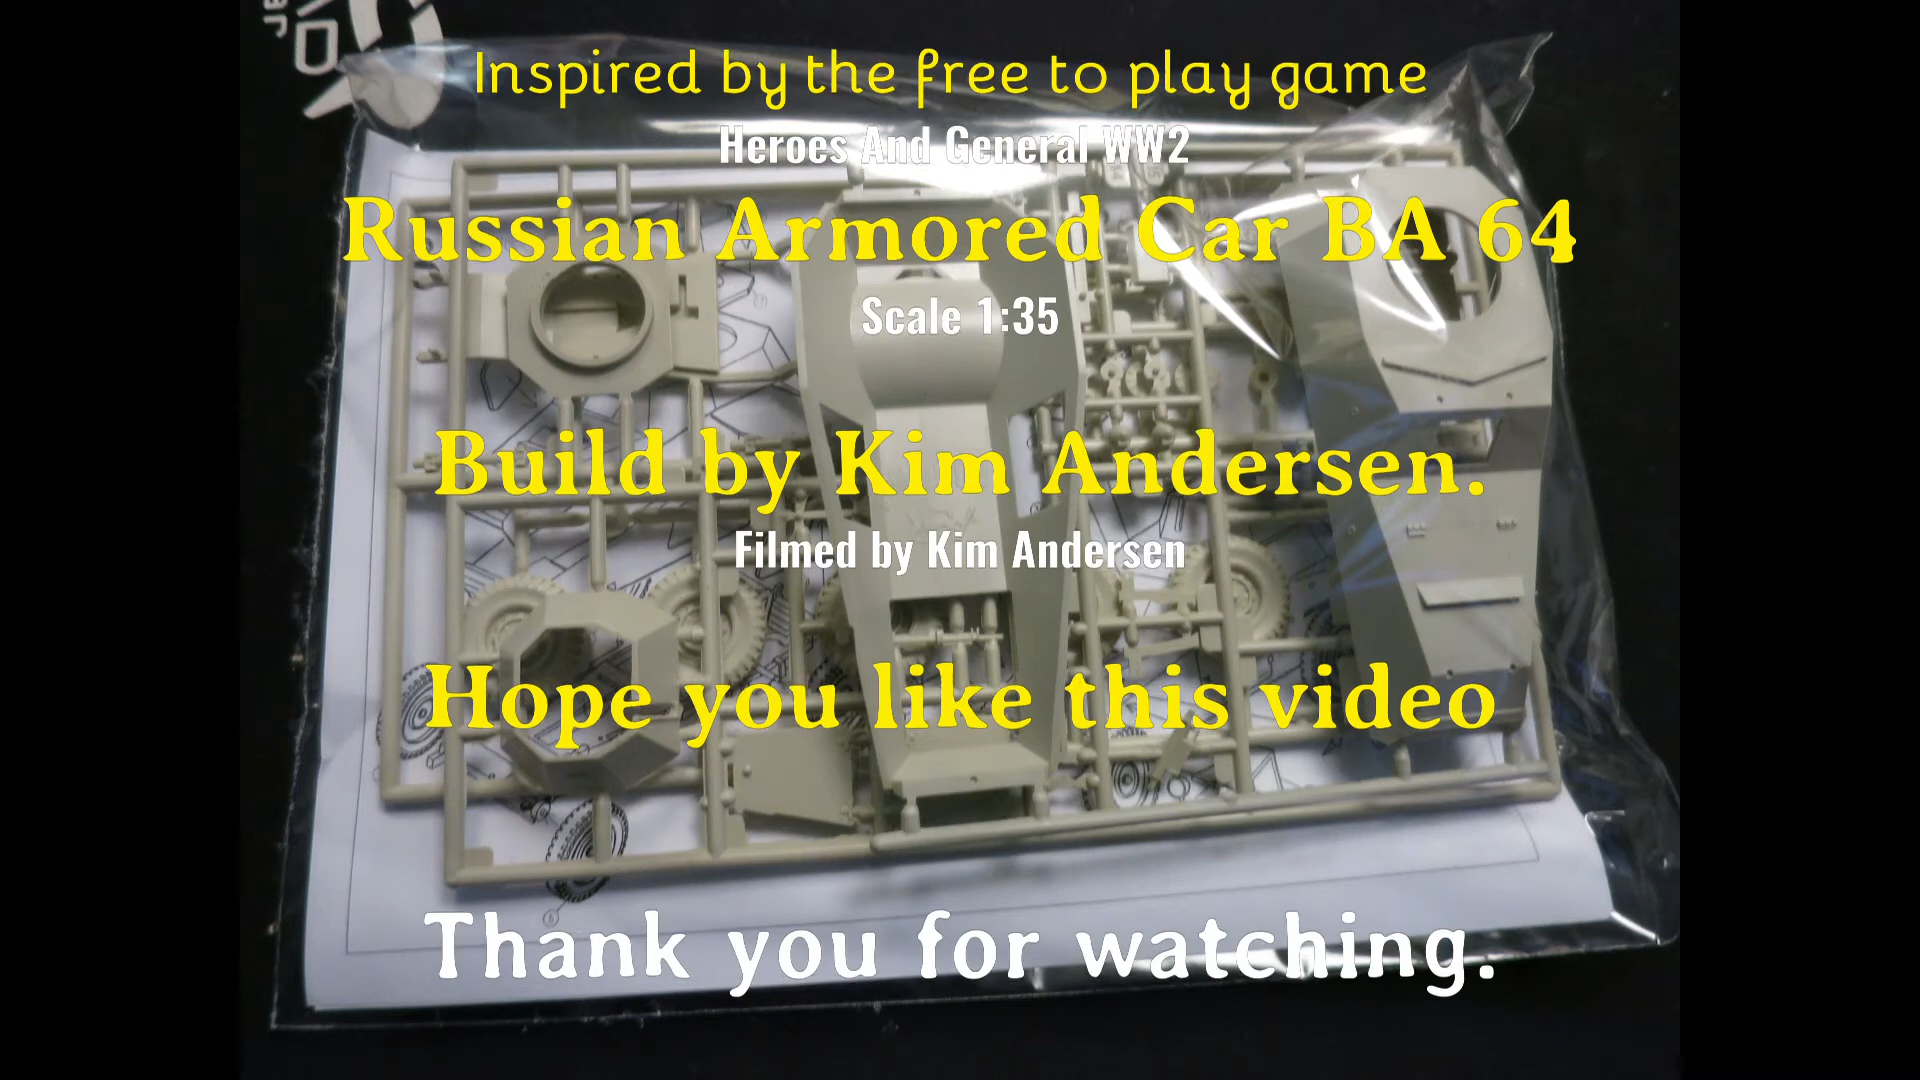 Inspired by the free to play game
Heroes And General WW2
Russian Armored Car BA 64
Scale 1:35
Build by Kim Andersen.
Filmed by Kim Andersen
Hope you like this video
Thank you for watching.